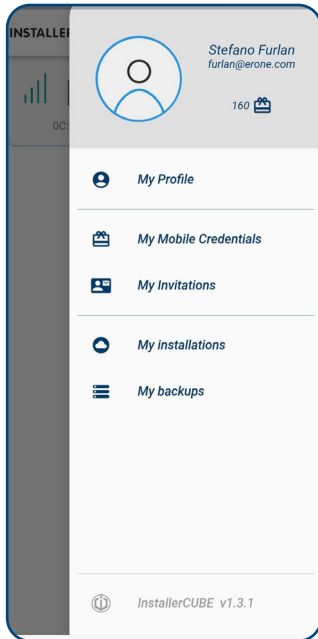 INSTALLER
Stefano Furlan
furlan@erone.com
160
0C:
My Profile
My Mobile Credentials
My Invitations
My installations
My backups
InstallerCUBE v1.3.1